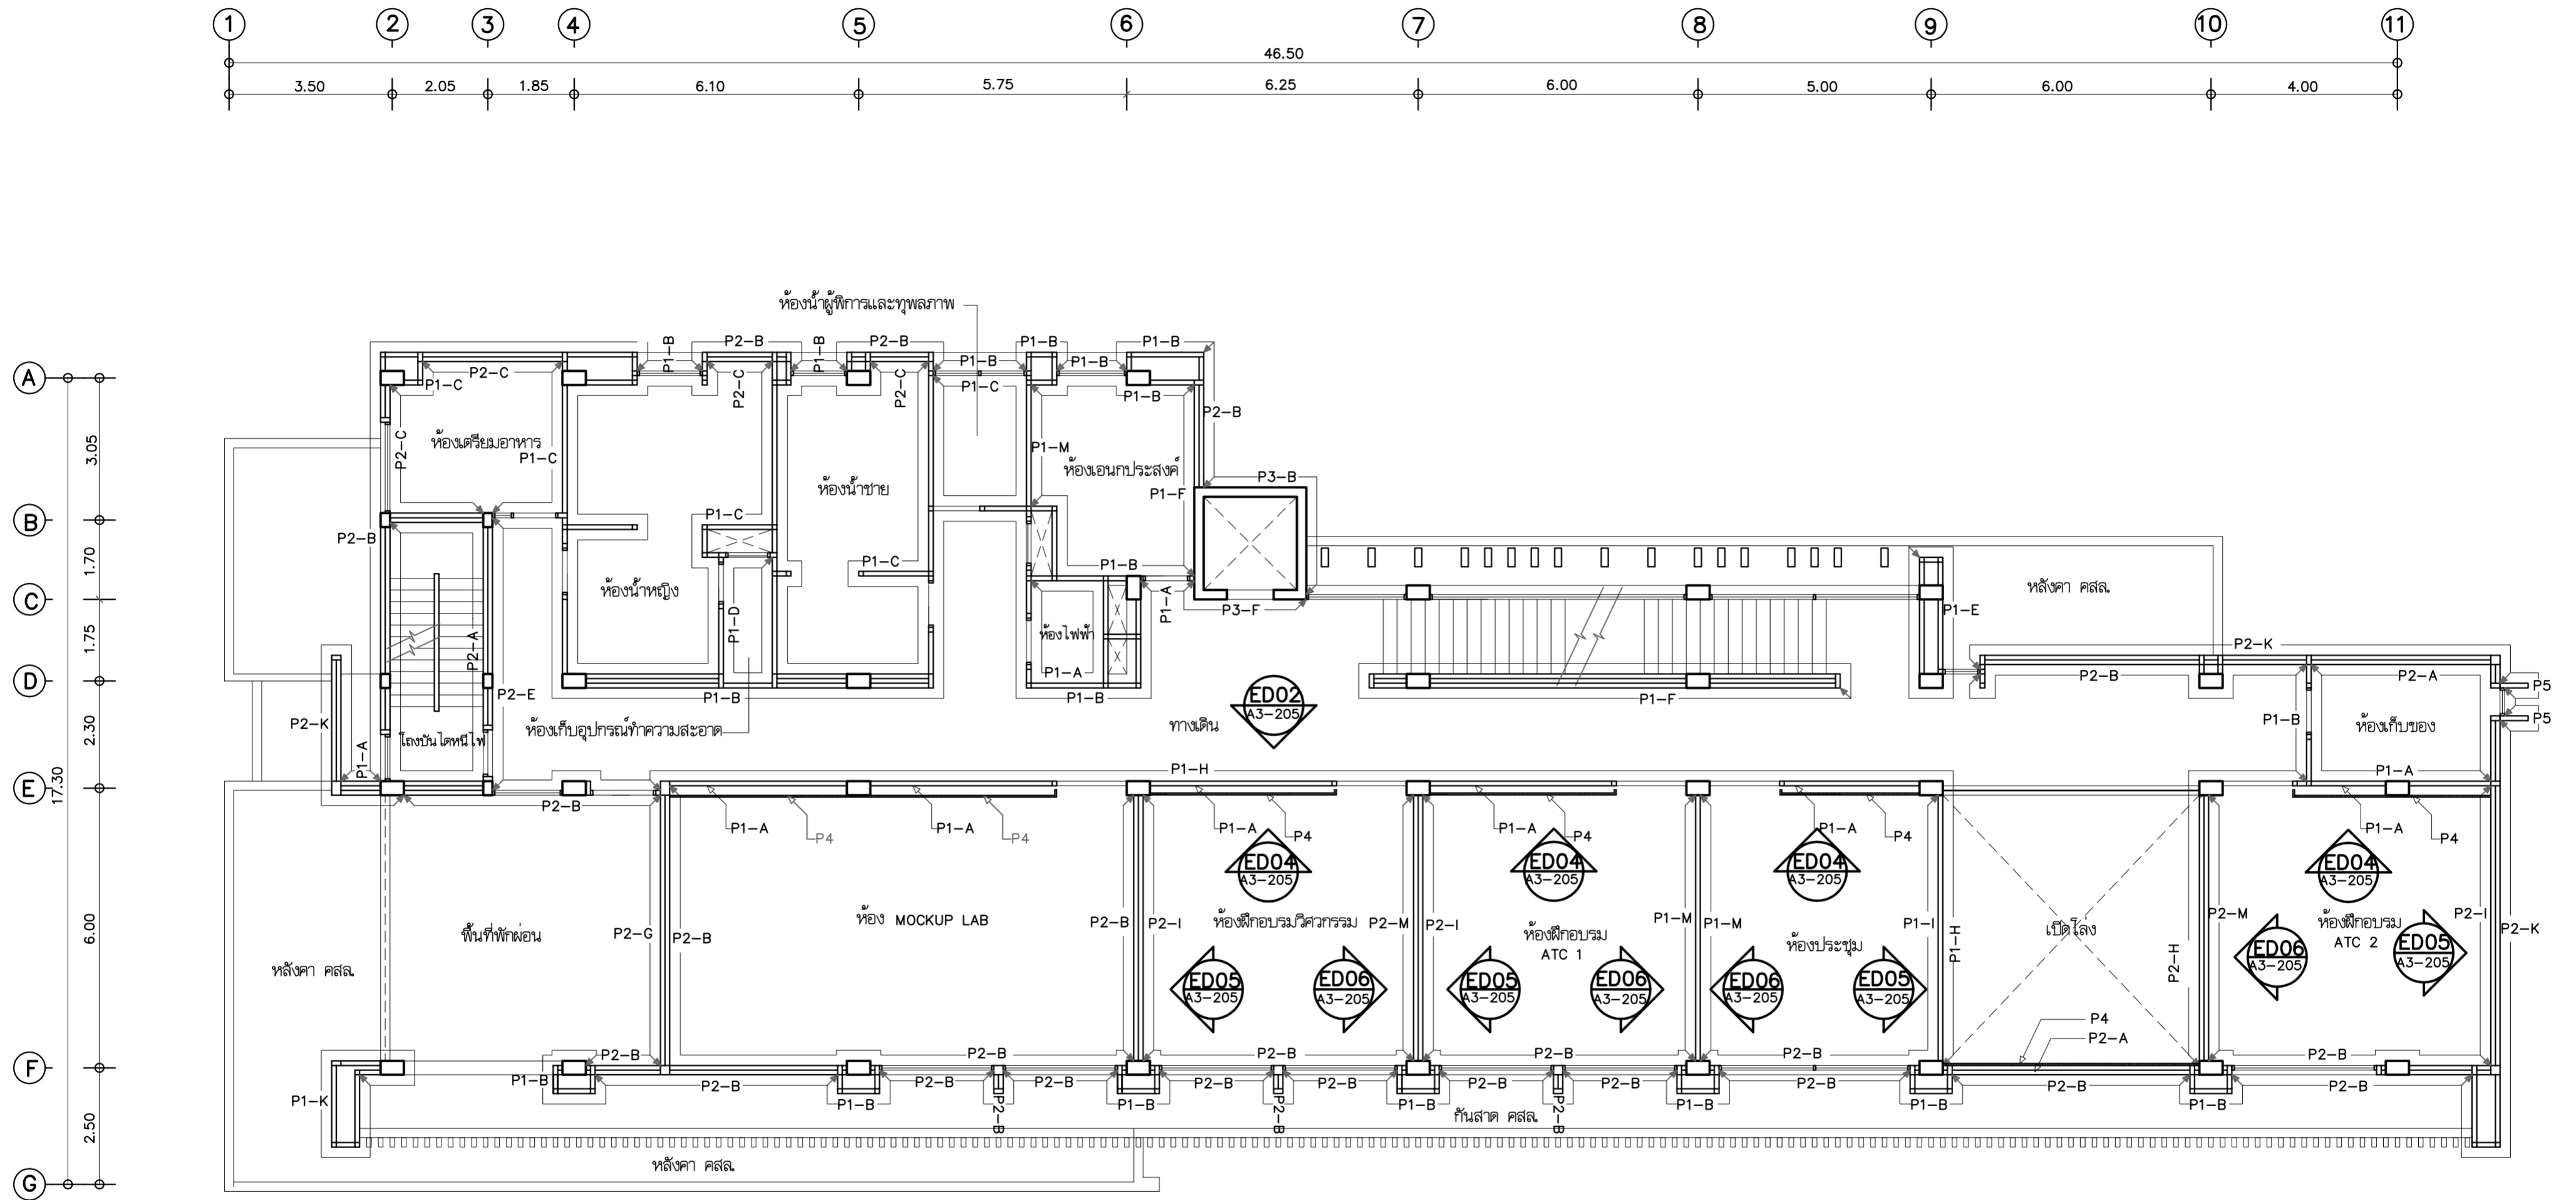 1 2 3 4 5 6 7 8 9 10 11
46.50
3.50 2.05 1.85 6.10 5.75 6.25 6.00 5.00 6.00 4.00
ห้องน้ำผู้พิการและทุพลภาพ
P1-B P2-B P1-B P2-B P1-B P1-B P1-B P1-B
A
P1-C P2-C P2-C P2-C P1-C P1-B P2-B
3.05
P2-C ห้องเตรียมอาหาร P1-C P1-M ห้องเอนกประสงค์
ห้องน้ำชาย P1-F P3-B
B
P2-B P1-C
1.70
P1-C P1-B
ห้องน้ำหญิง P1-D P1-A P3-F หลังคา คสล. P1-E
C
1.75
P2-A ห้องไฟฟ้า P1-A P2-K
D
P2-E P1-B P1-B P1-F P2-B P2-A P5
ED02
A3-205
P2-K ห้องเก็บอุปกรณ์ทำความสะอาด ทางเดิน P1-B ห้องเก็บของ P5
2.30
โถงบันไดหนีไฟ
P1-A P1-H P1-A
E
17.30
P2-B
P1-A P4 P1-A P4 P1-A P4 P1-A P4 P1-A P4 P1-A P4
ED04 ED04 ED04 ED04
A3-205 A3-205 A3-205 A3-205
6.00
พื้นที่พักผ่อน P2-G P2-B ห้อง MOCKUP LAB P2-B P2-I ห้องฝึกอบรมวิศวกรรม P2-M P2-I ห้องฝึกอบรม
ATC 1
P1-M P1-M ห้องประชุม P1-I P1-H เปิดโล่ง P2-H P2-M ห้องฝึกอบรม
ATC 2
P2-I P2-K
หลังคา คสล.
ED05 ED06 ED05 ED06 ED06 ED05 ED06 ED05
A3-205 A3-205 A3-205 A3-205 A3-205 A3-205 A3-205 A3-205
P4
P2-A
P2-B P2-B P2-B P2-B P2-B P2-B
F
P1-B P2-B P2-B P2-B P2-B P2-B P2-B P2-B P2-B P2-B P2-B
P1-K P1-B P2-B P1-B P2-B P1-B P2-B P1-B P1-B P1-B
กันสาด คสล.
2.50
หลังคา คสล.
G